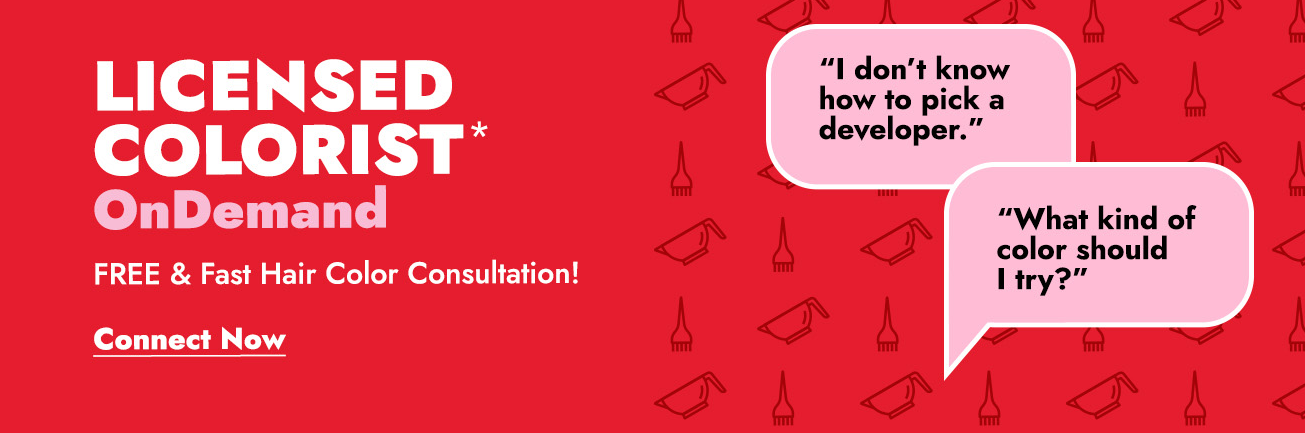 LICENSED
COLORIST*
OnDemand
FREE & Fast Hair Color Consultation!
Connect Now
“I don’t know
how to pick a
developer.”
“What kind of
color should
I try?”